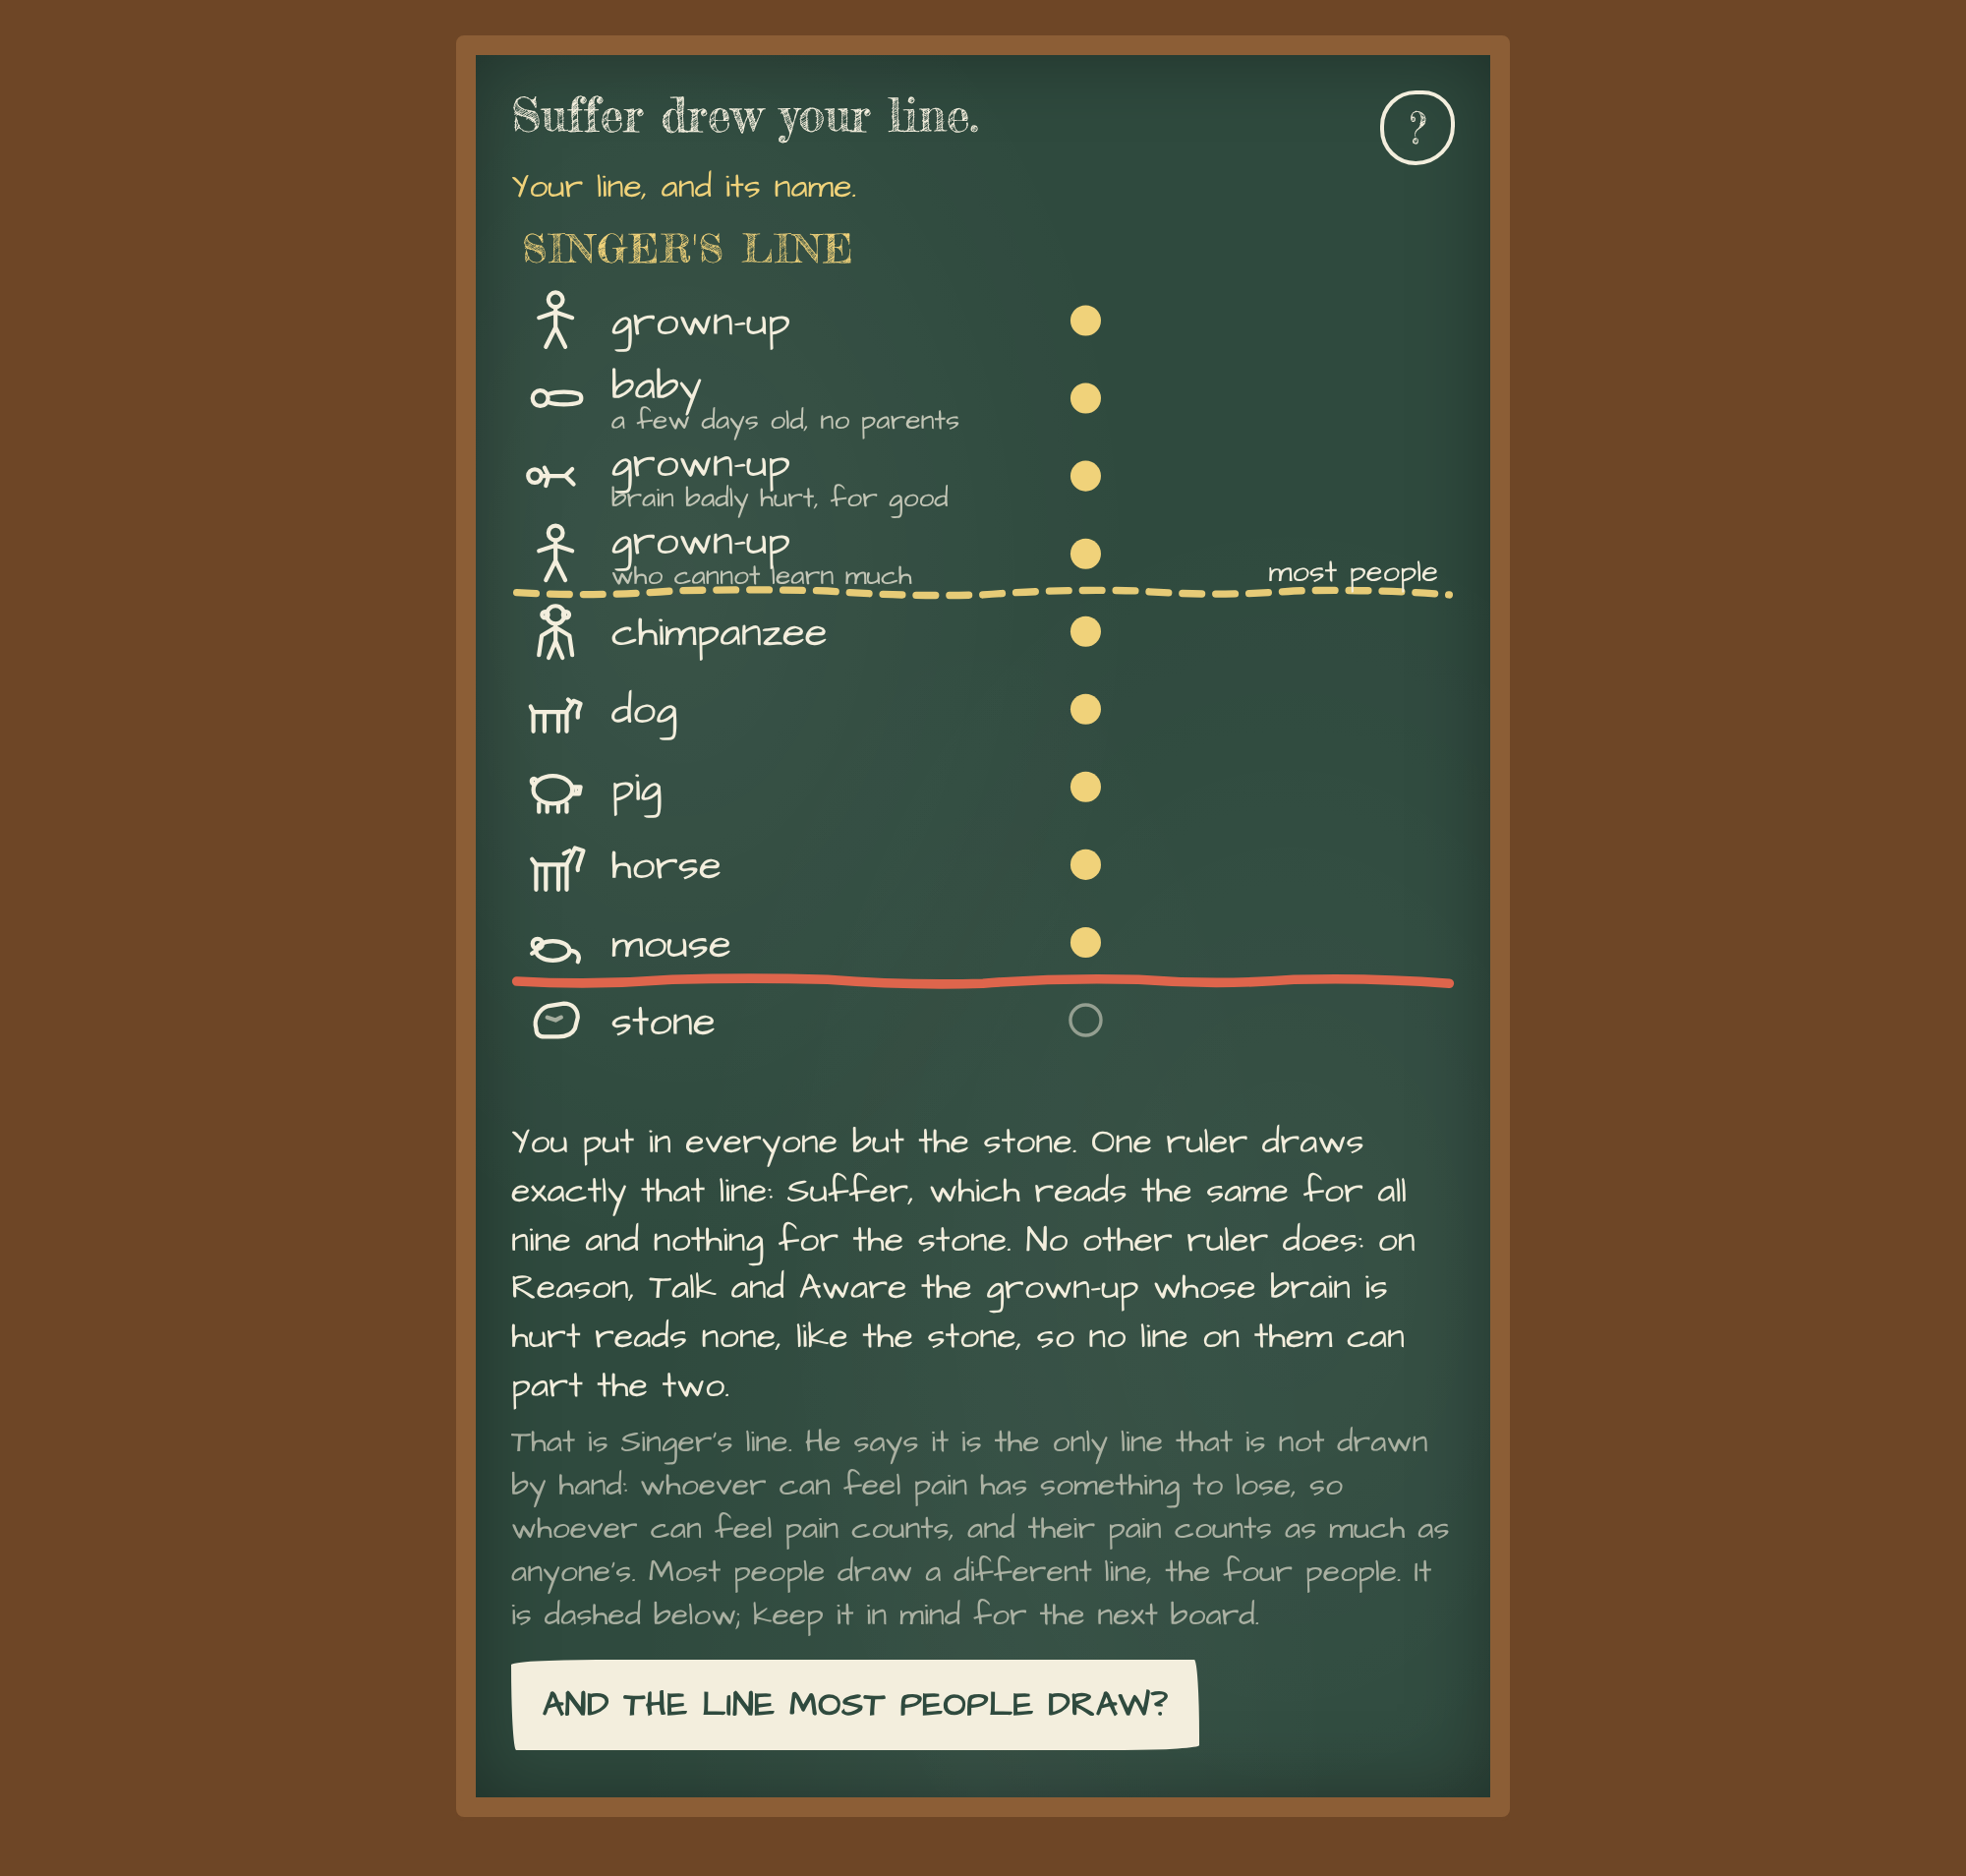 Suffer drew your line.
?
Your line, and its name.
SINGER'S LINE
grown-up
baby
a few days old, no parents
grown-up
brain badly hurt, for good
grown-up
who cannot learn much
most people
chimpanzee
dog
pig
horse
mouse
stone
You put in everyone but the stone. One ruler draws
exactly that line: Suffer, which reads the same for all
nine and nothing for the stone. No other ruler does: on
Reason, Talk and Aware the grown-up whose brain is
hurt reads none, like the stone, so no line on them can
part the two.
That is Singer's line. He says it is the only line that is not drawn
by hand: whoever can feel pain has something to lose, so
whoever can feel pain counts, and their pain counts as much as
anyone's. Most people draw a different line, the four people. It
is dashed below; keep it in mind for the next board.
AND THE LINE MOST PEOPLE DRAW?